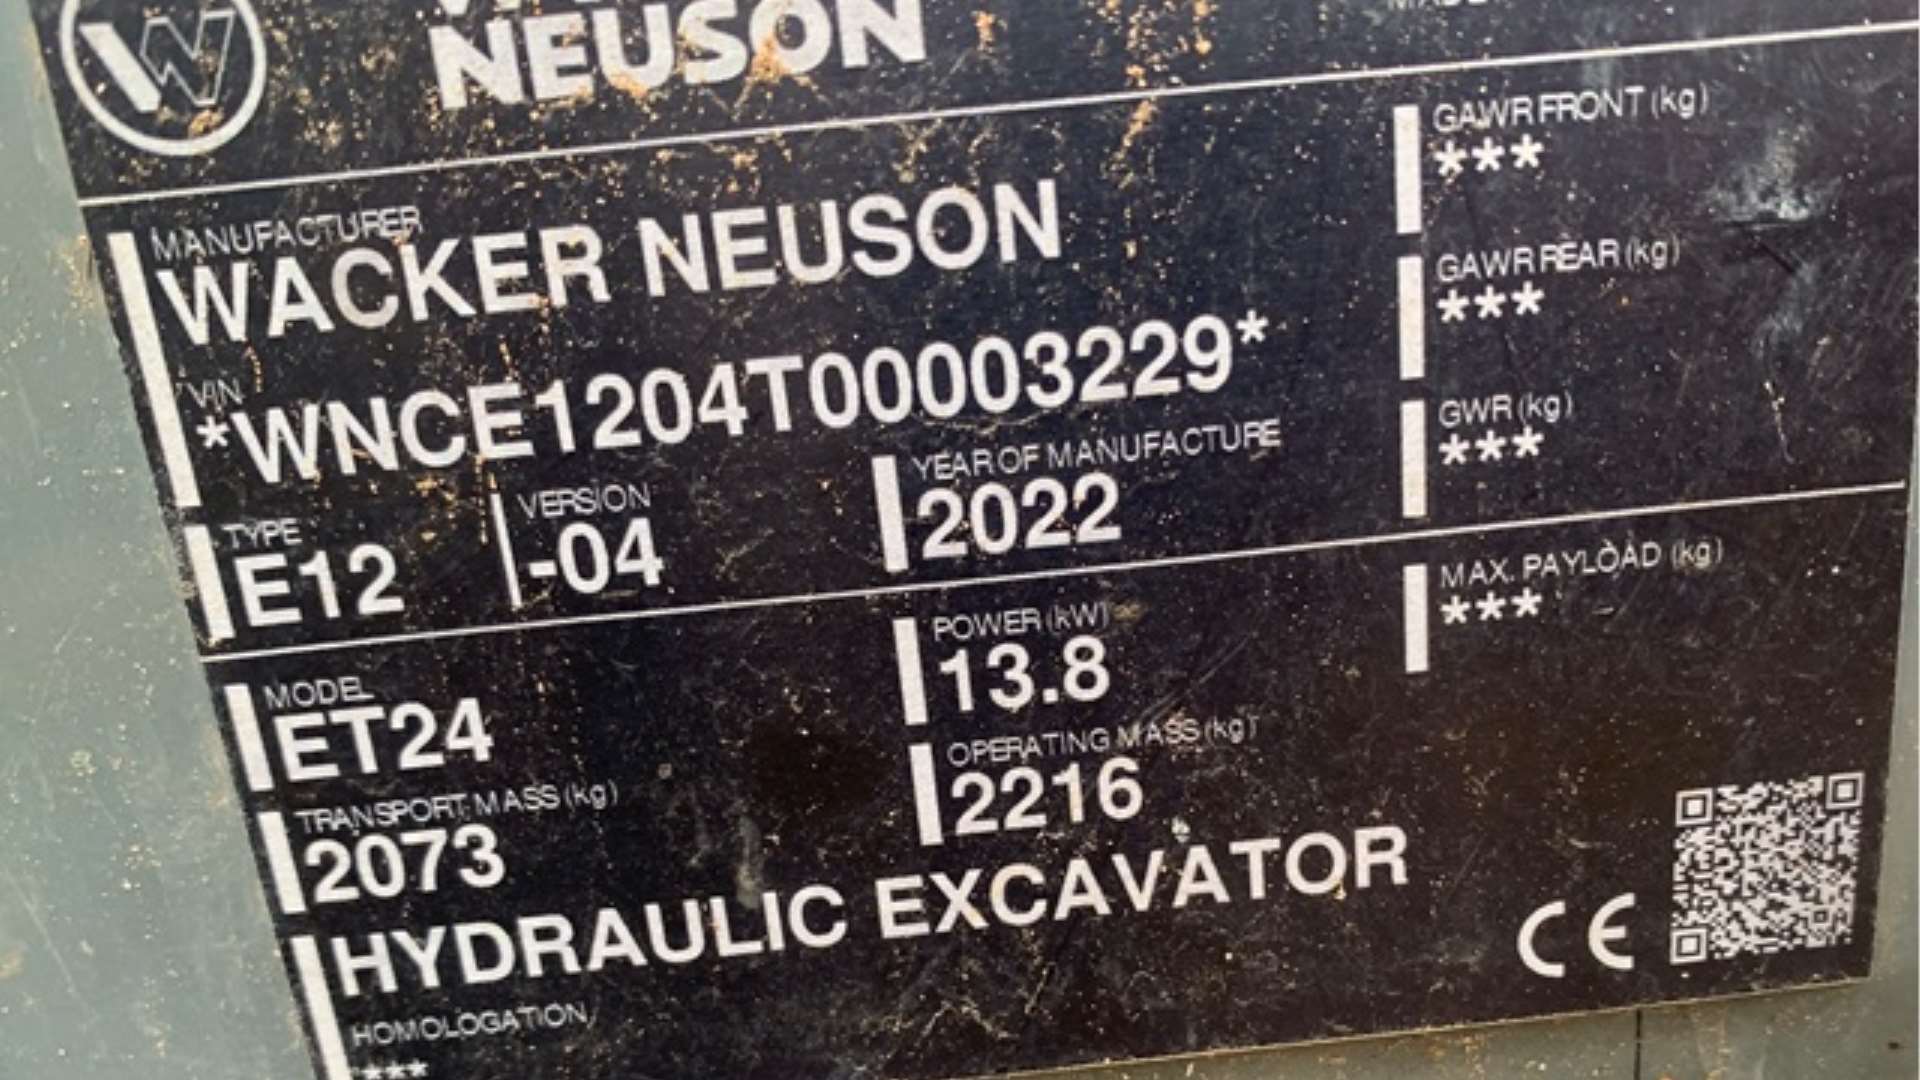 NEUSON
MANUFACTURER
WACKER NEUSON
VIN
*WNCE1204T00003229*
TYPE
E12
VERSION
-04
YEAR OF MANUFACTURE
2022
GAWR FRONT (kg)
***
GAWR REAR (kg)
***
GWR (kg)
***
MODEL
ET24
POWER (kW)
13.8
MAX. PAYLOAD (kg)
***
TRANSPORT MASS (kg)
2073
OPERATING MASS (kg)
2216
HYDRAULIC EXCAVATOR
CE
HOMOLOGATION
***